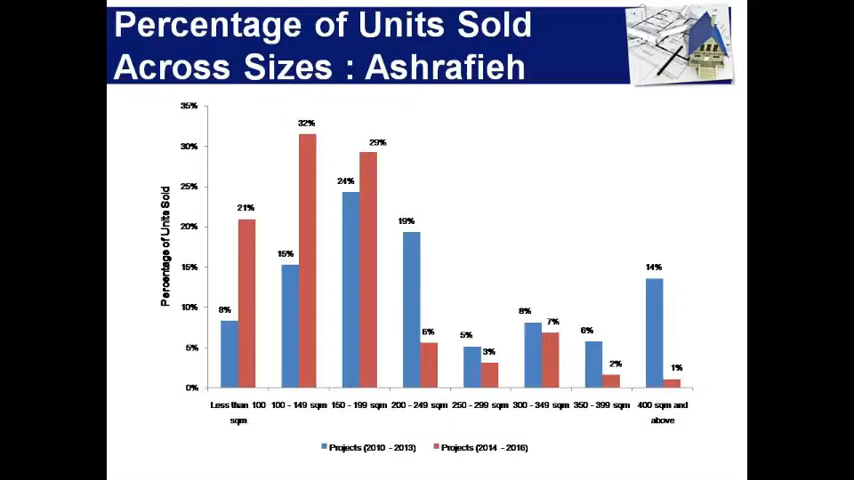 Percentage of Units Sold
Across Sizes : Ashrafieh
35%
30%
25%
20%
15%
10%
5%
0%
Percentage of Units Sold
8%
21%
15%
32%
24%
29%
19%
6%
5%
3%
8%
7%
6%
2%
14%
1%
Less than 100 sqm
100 - 149 sqm
150 - 199 sqm
200 - 249 sqm
250 - 299 sqm
300 - 349 sqm
350 - 399 sqm
400 sqm and above
Projects (2010 - 2013)
Projects (2014 - 2016)